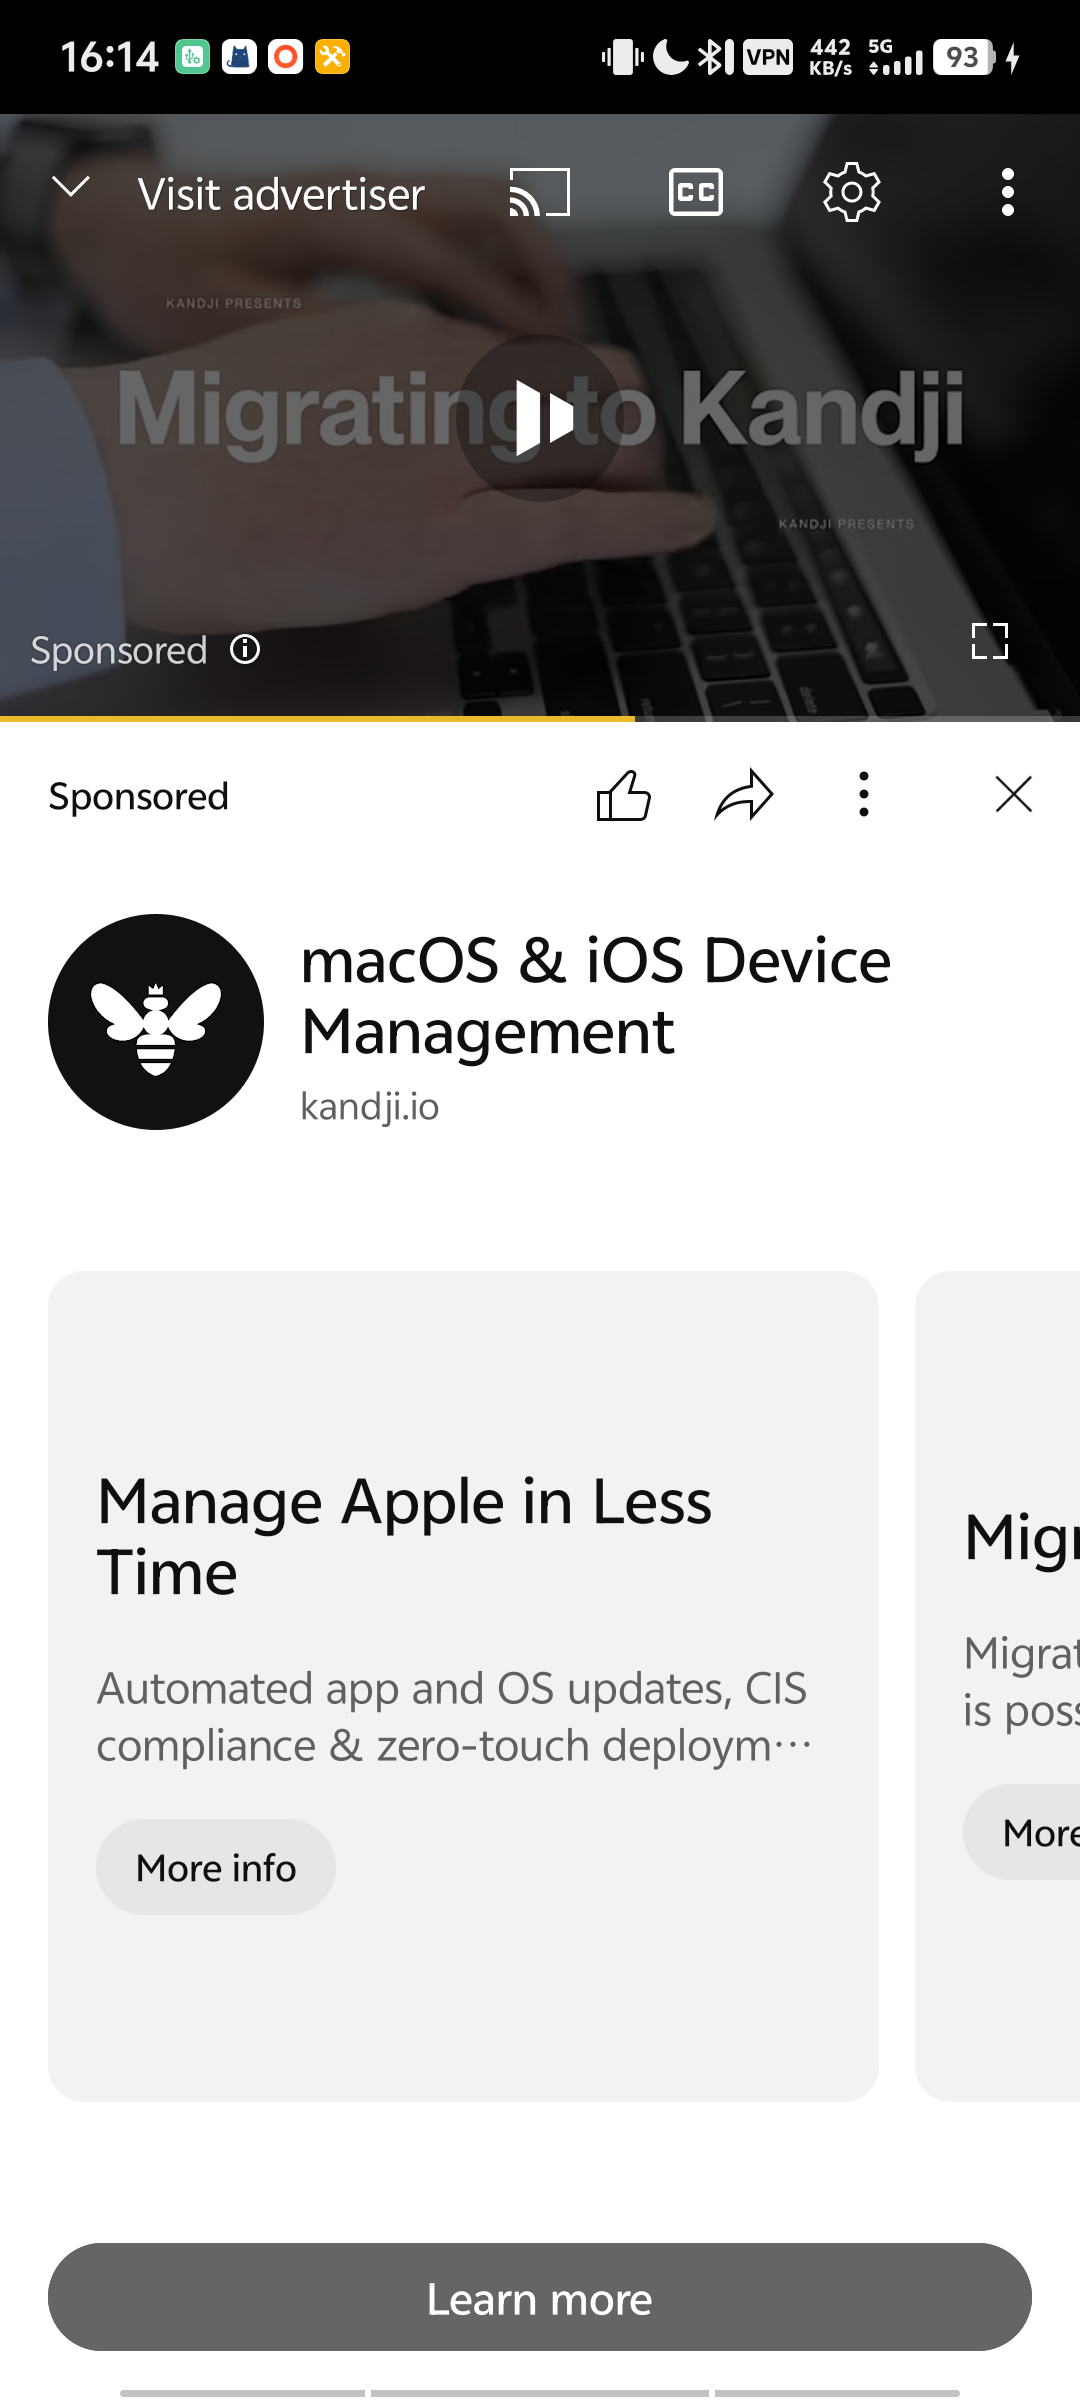 16:14
VPN
442
KB/s
5G
93
Visit advertiser
CC
KANDJI PRESENTS
Migrating to Kandji
KANDJI PRESENTS
Sponsored
Sponsored
macOS & iOS Device
Management
kandji.io
Manage Apple in Less
Time
Automated app and OS updates, CIS
compliance & zero-touch deploym…
More info
Migr
Migrat
is poss
More
Learn more